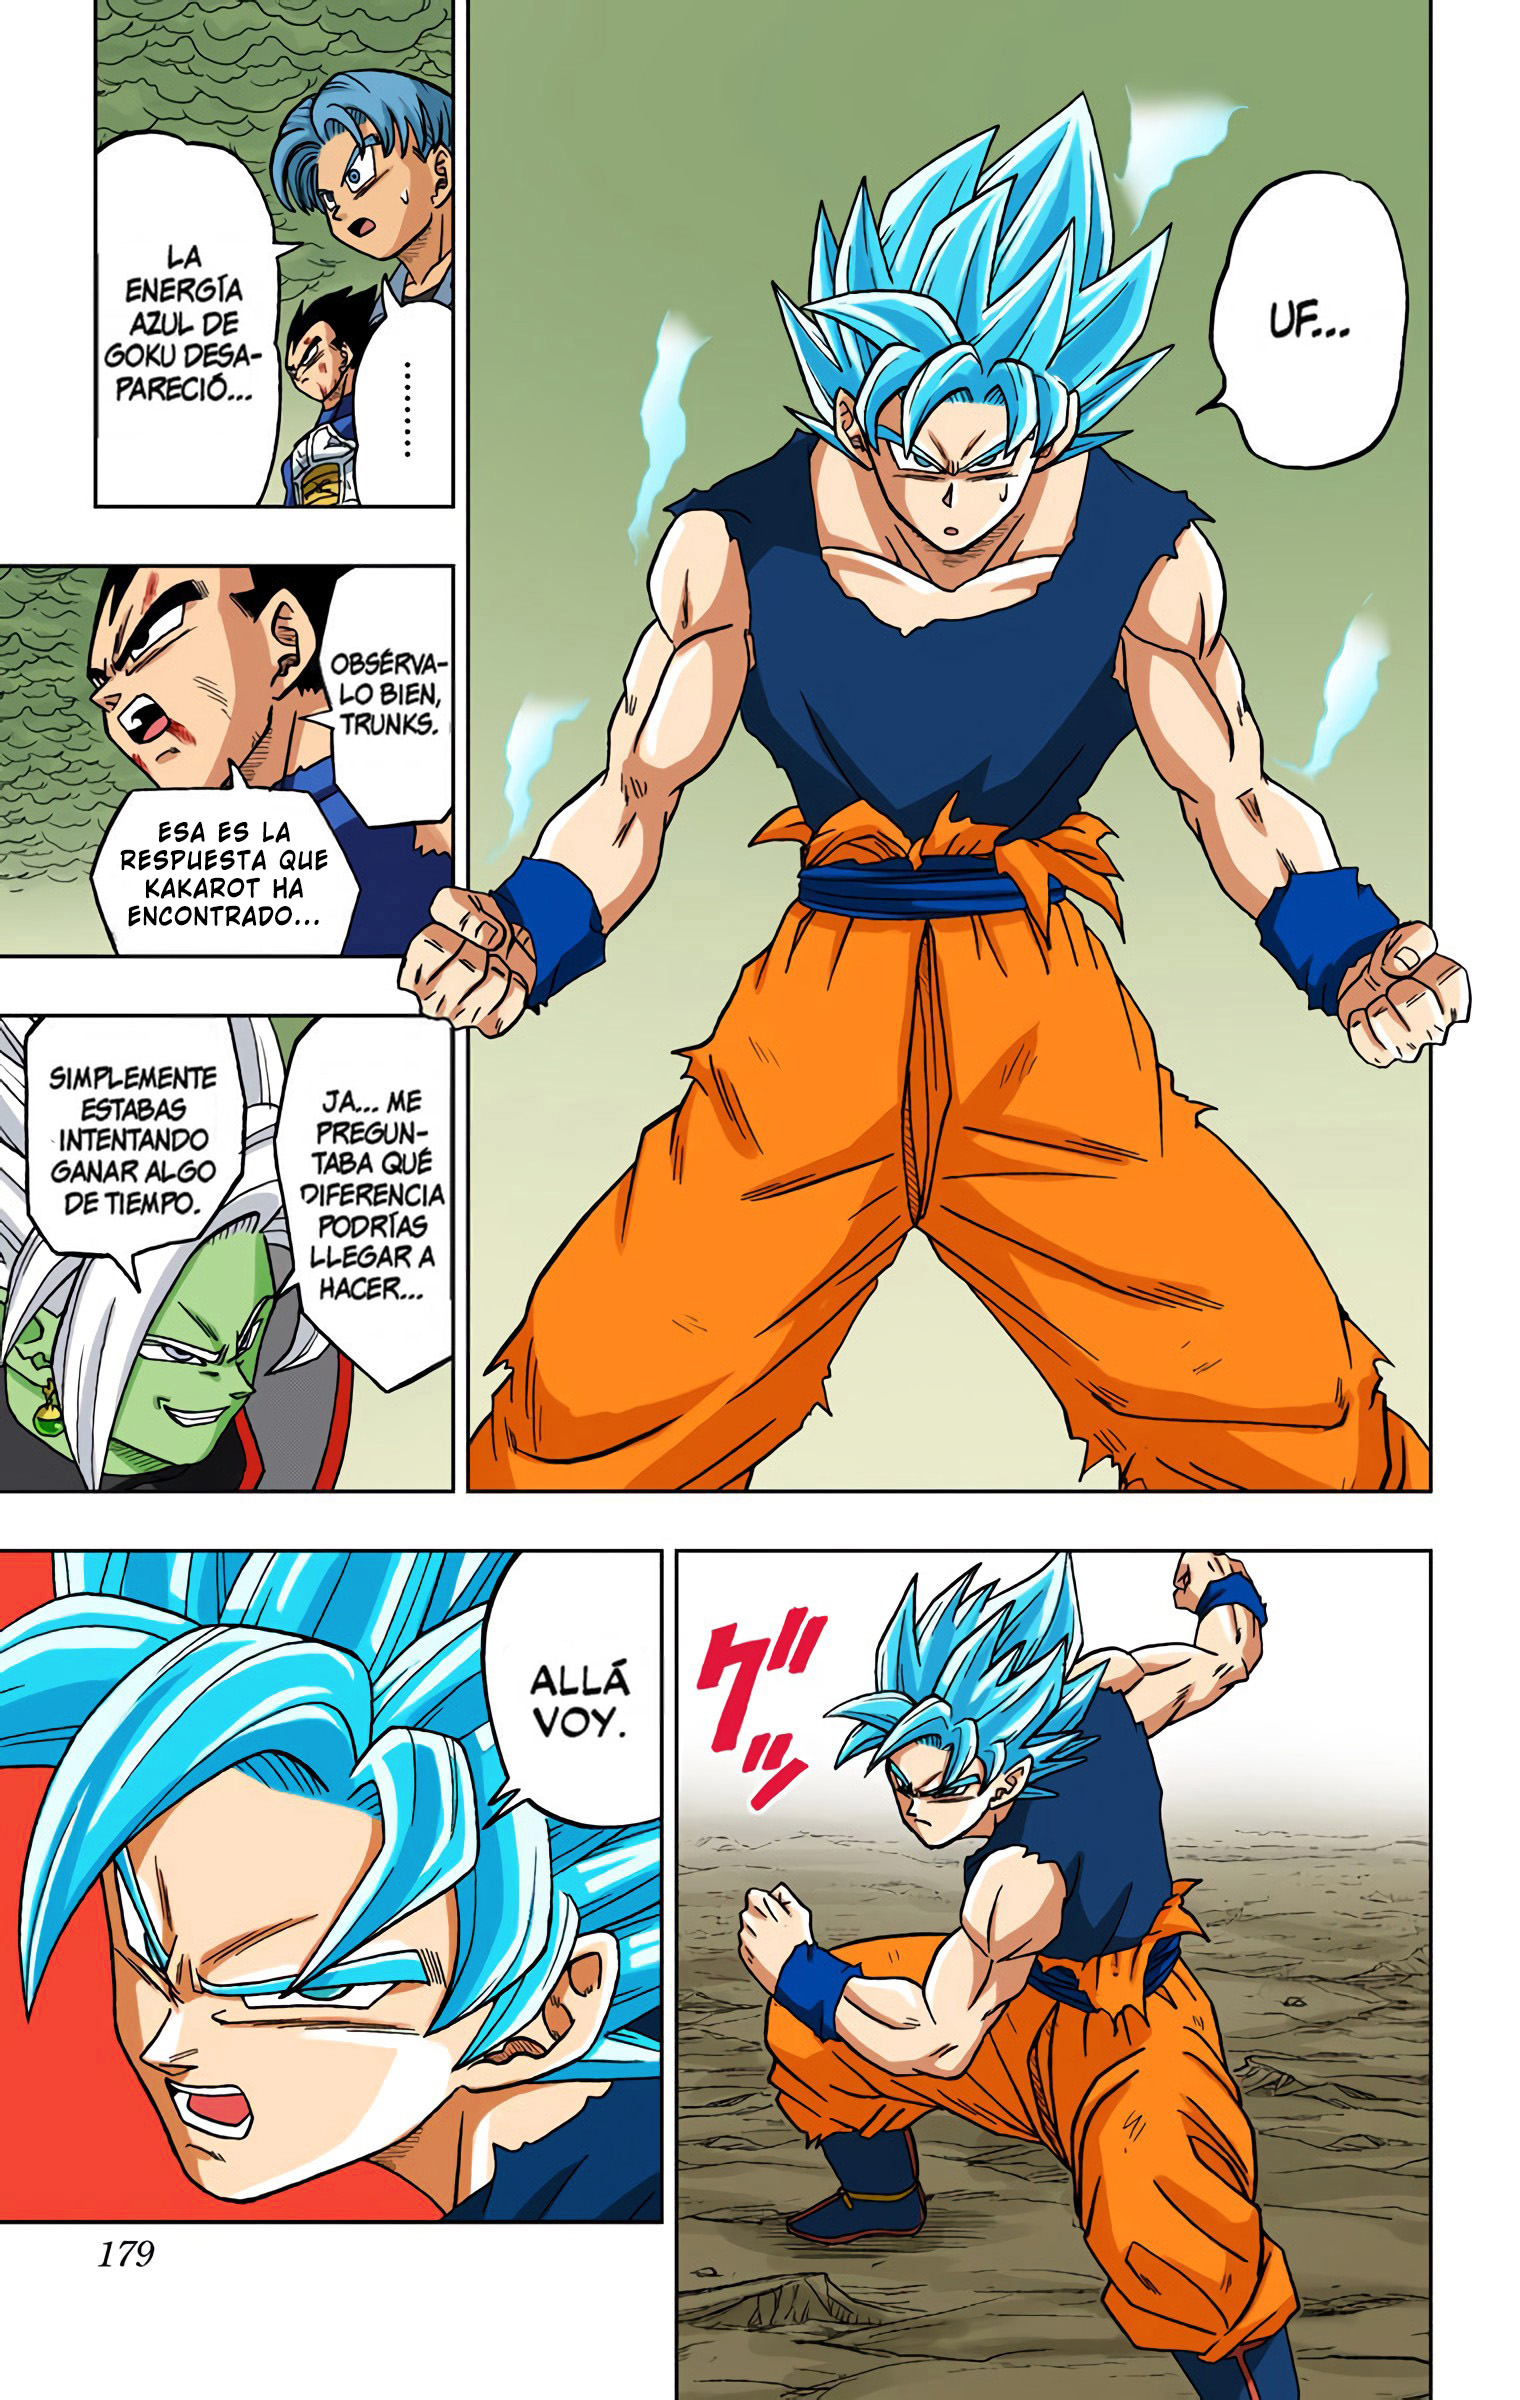 UF...
LA
ENERGÍA
AZUL DE
GOKU DESA-
PARECIÓ...
.........
OBSÉRVA-
LO BIEN,
TRUNKS.
ESA ES LA
RESPUESTA QUE
KAKAROT HA
ENCONTRADO...
JA... ME
PREGUN-
TABA QUÉ
DIFERENCIA
PODRÍAS
LLEGAR A
HACER...
SIMPLEMENTE
ESTABAS
INTENTANDO
GANAR ALGO
DE TIEMPO.
グッ
ALLÁ
VOY.
179